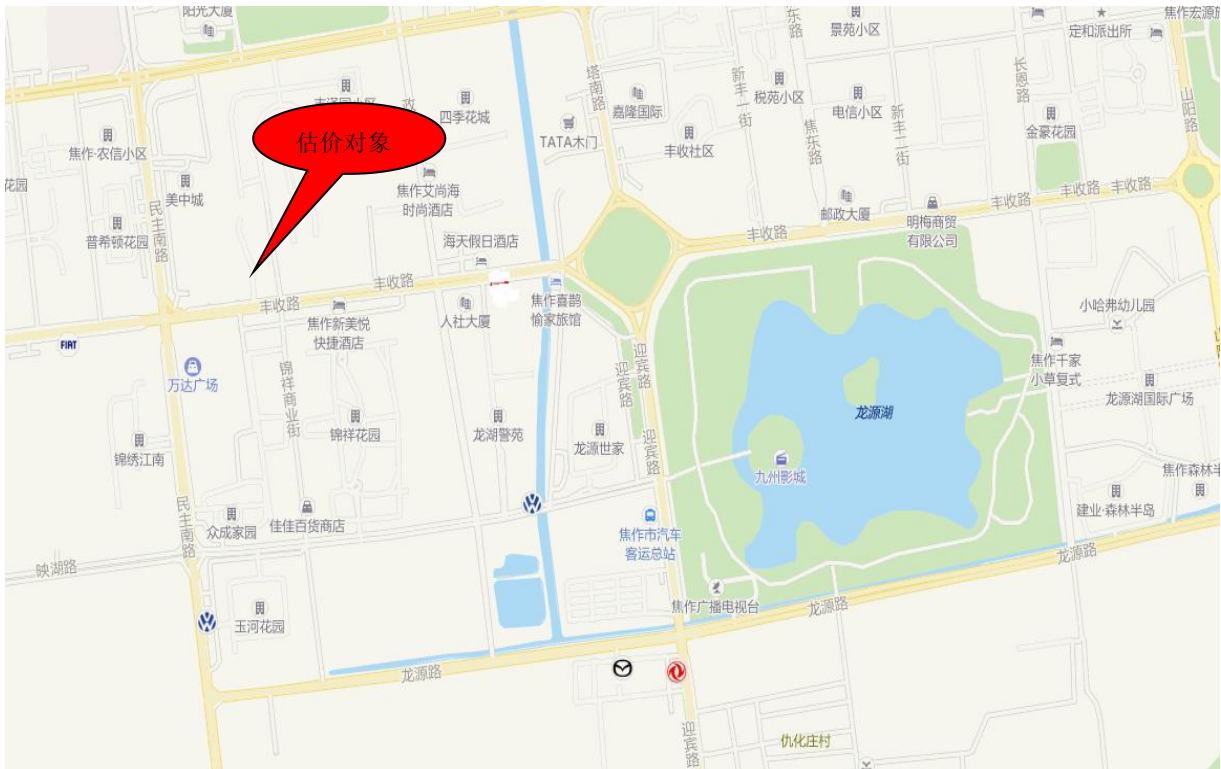 阳光大厦
景苑小区
定和派出所
焦作宏源旅
焦东路
长恩路
塔南路
新丰一街
税苑小区
电信小区
新丰二街
山阳路
四季花城
嘉隆国际
TATA木门
丰收社区
金豪花园
焦作·农信小区
估价对象
花园
美中城
焦作艾尚海
时尚酒店
焦东路
邮政大厦
明梅商贸
有限公司
丰收路
丰收路
丰收路
普希顿花园
民主南路
海天假日酒店
丰收路
丰收路
丰收路
焦作新美悦
快捷酒店
人社大厦
焦作喜鹊
愉家旅馆
小哈弗幼儿园
FIAT
万达广场
锦祥商业街
迎宾路
迎宾路
焦作千家
小草复式
龙源湖国际广场
龙源湖
锦绣江南
锦祥花园
龙湖警苑
龙源世家
迎宾路
九州影城
焦作森林半
建业·森林半岛
民主南路
众成家园
佳佳百货商店
焦作市汽车
客运总站
映湖路
龙源路
焦作广播电视台
龙源路
玉河花园
龙源路
迎宾路
仇化庄村